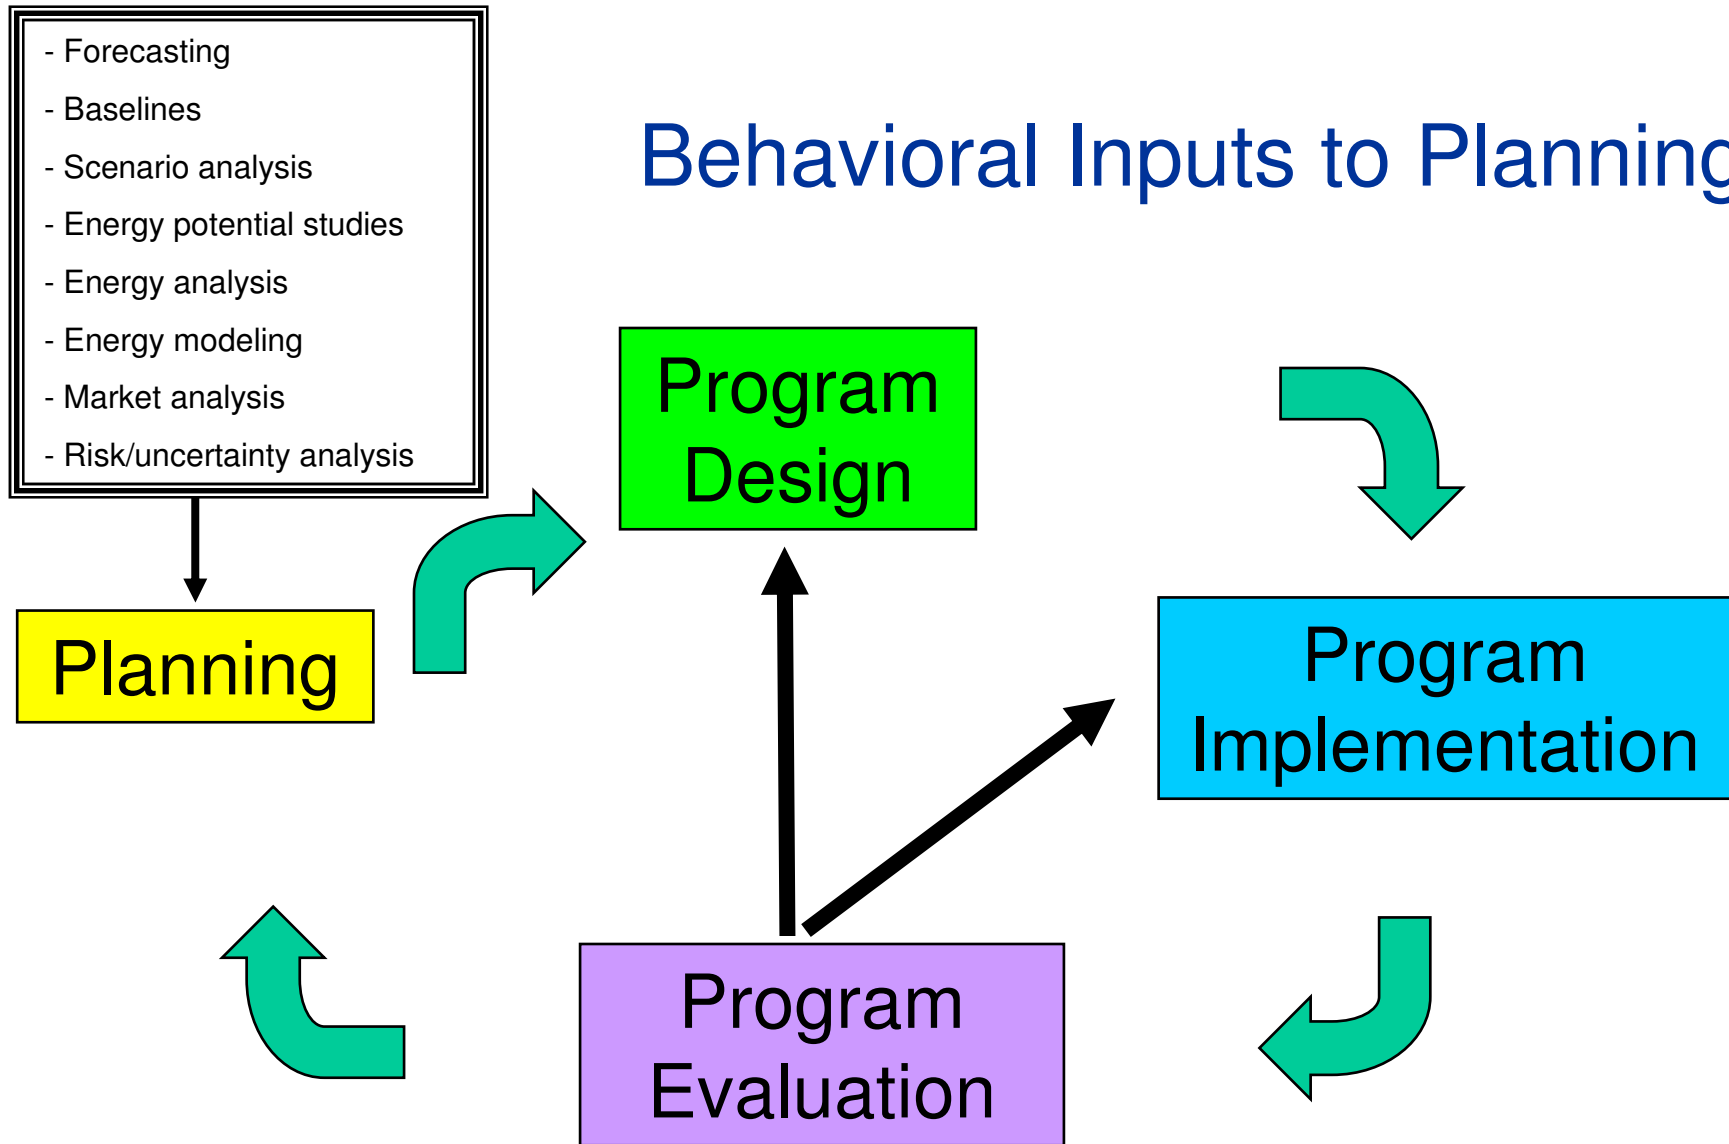 - Forecasting
- Baselines
- Scenario analysis
- Energy potential studies
- Energy analysis
- Energy modeling
- Market analysis
- Risk/uncertainty analysis
Behavioral Inputs to Planning
Program
Design
Planning
Program
Implementation
Program
Evaluation